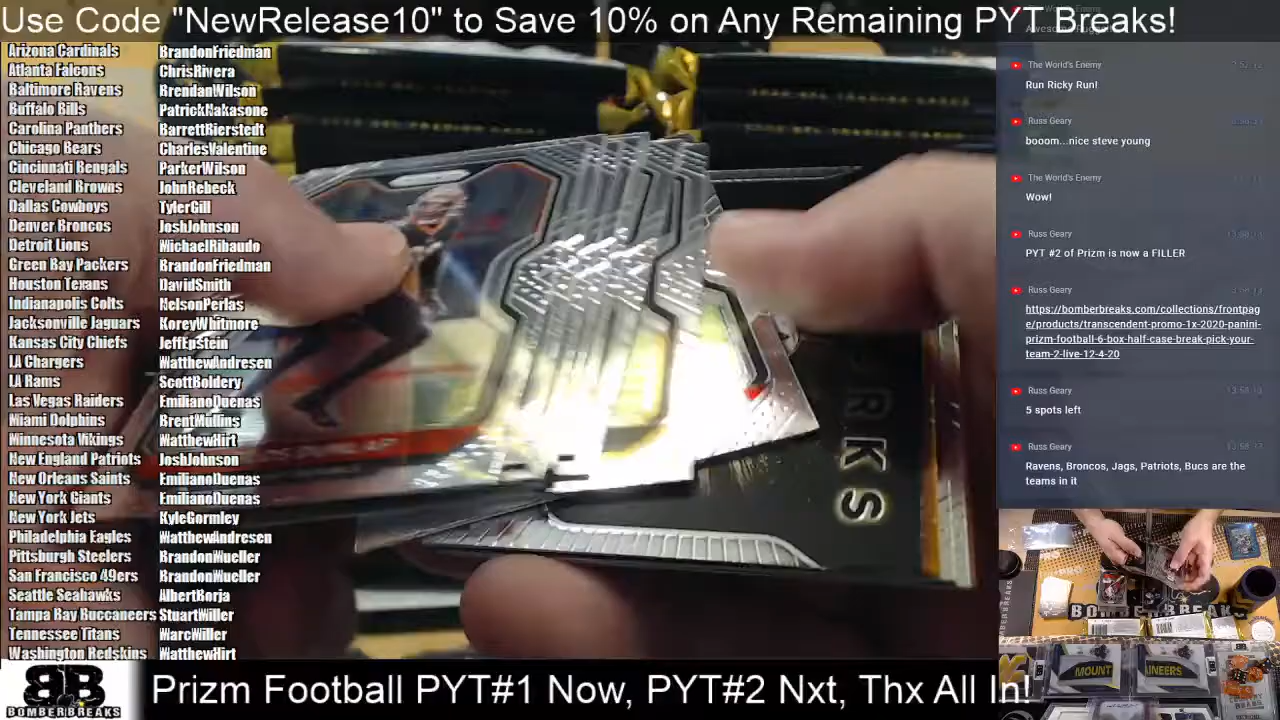 Use Code "NewRelease10" to Save 10% on Any Remaining PYT Breaks!
Arizona Cardinals BrandonFriedman
Atlanta Falcons ChrisRivera
Baltimore Ravens BrendanWilson
Buffalo Bills PatrickNakasone
Carolina Panthers BarrettBierstedt
Chicago Bears CharlesValentine
Cincinnati Bengals ParkerWilson
Cleveland Browns JohnRebeck
Dallas Cowboys TylerGill
Denver Broncos JoshJohnson
Detroit Lions MichaelRibaudo
Green Bay Packers BrandonFriedman
Houston Texans DavidSmith
Indianapolis Colts NelsonPerlas
Jacksonville Jaguars KoreyWhitmore
Kansas City Chiefs JeffEpstein
LA Chargers MatthewAndresen
LA Rams ScottBoldery
Las Vegas Raiders EmilianoDuenas
Miami Dolphins BrentMullins
Minnesota Vikings MatthewHirt
New England Patriots JoshJohnson
New Orleans Saints EmilianoDuenas
New York Giants EmilianoDuenas
New York Jets KyleGormley
Philadelphia Eagles MatthewAndresen
Pittsburgh Steelers BrandonMueller
San Francisco 49ers BrandonMueller
Seattle Seahawks AlbertBorja
Tampa Bay Buccaneers StuartWiller
Tennessee Titans MarcWiller
Washington Redskins MatthewHirt
RKS
The World's Enemy
Run Ricky Run!
Russ Geary
booom...nice steve young
The World's Enemy
Wow!
Russ Geary
PYT #2 of Prizm is now a FILLER
Russ Geary
https://bomberbreaks.com/collections/frontpag
e/products/transcendent-promo-1x-2020-panini-
prizm-football-6-box-half-case-break-pick-your-
team-2-live-12-4-20
Russ Geary
5 spots left
Russ Geary
Ravens, Broncos, Jags, Patriots, Bucs are the
teams in it
BOMBERBREAKS
MOUNT
AINEERS
BB
BOMBERBREAKS
Prizm Football PYT#1 Now, PYT#2 Nxt, Thx All In!